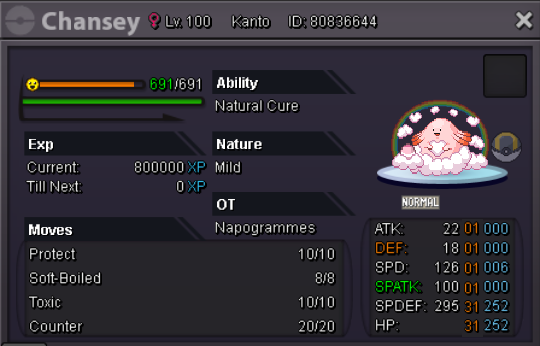 Chansey Lv. 100 Kanto ID: 80836644
691/691
Ability
Natural Cure
Exp
Current: 800000 XP
Till Next: 0 XP
Nature
Mild
OT
Napogrammes
NORMAL
Moves
Protect 10/10
Soft-Boiled 8/8
Toxic 10/10
Counter 20/20
ATK: 22 01 000
DEF: 18 01 000
SPD: 126 01 006
SPATK: 100 01 000
SPDEF: 295 31 252
HP: 31 252